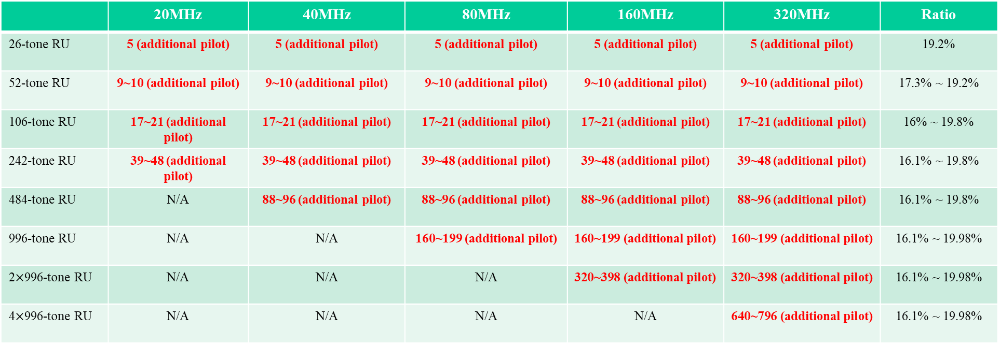 20MHz 40MHz 80MHz 160MHz 320MHz Ratio
26-tone RU 5 (additional pilot) 5 (additional pilot) 5 (additional pilot) 5 (additional pilot) 5 (additional pilot) 19.2%
52-tone RU 9~10 (additional pilot) 9~10 (additional pilot) 9~10 (additional pilot) 9~10 (additional pilot) 9~10 (additional pilot) 17.3% ~ 19.2%
106-tone RU 17~21 (additional pilot) 17~21 (additional pilot) 17~21 (additional pilot) 17~21 (additional pilot) 17~21 (additional pilot) 16% ~ 19.8%
242-tone RU 39~48 (additional pilot) 39~48 (additional pilot) 39~48 (additional pilot) 39~48 (additional pilot) 39~48 (additional pilot) 16.1% ~ 19.8%
484-tone RU N/A 88~96 (additional pilot) 88~96 (additional pilot) 88~96 (additional pilot) 88~96 (additional pilot) 16.1% ~ 19.8%
996-tone RU N/A N/A 160~199 (additional pilot) 160~199 (additional pilot) 160~199 (additional pilot) 16.1% ~ 19.98%
2×996-tone RU N/A N/A N/A 320~398 (additional pilot) 320~398 (additional pilot) 16.1% ~ 19.98%
4×996-tone RU N/A N/A N/A N/A 640~796 (additional pilot) 16.1% ~ 19.98%